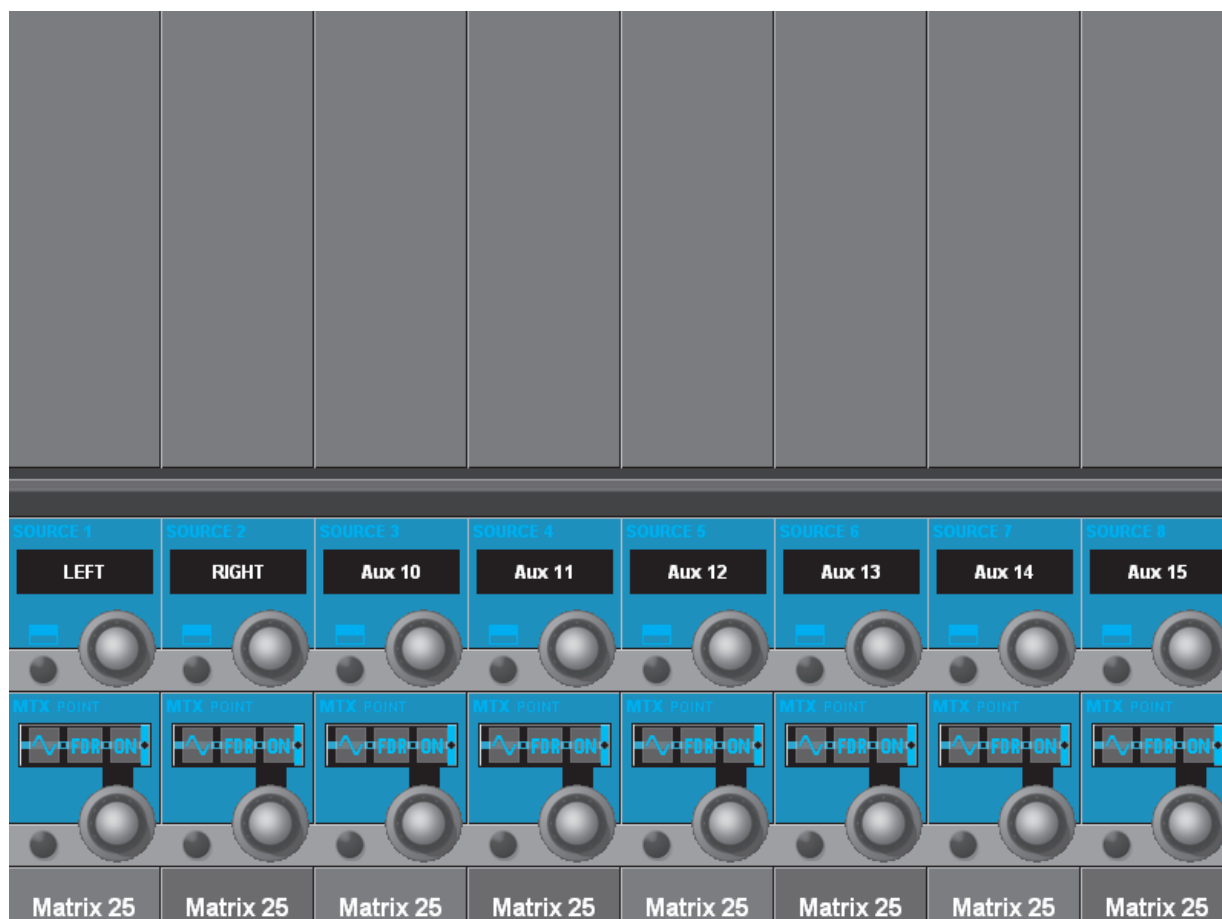 SOURCE 1 SOURCE 2 SOURCE 3 SOURCE 4 SOURCE 5 SOURCE 6 SOURCE 7 SOURCE 8
LEFT RIGHT Aux 10 Aux 11 Aux 12 Aux 13 Aux 14 Aux 15
MTX POINT MTX POINT MTX POINT MTX POINT MTX POINT MTX POINT MTX POINT MTX POINT
FDR ON FDR ON FDR ON FDR ON FDR ON FDR ON FDR ON FDR ON
Matrix 25 Matrix 25 Matrix 25 Matrix 25 Matrix 25 Matrix 25 Matrix 25 Matrix 25